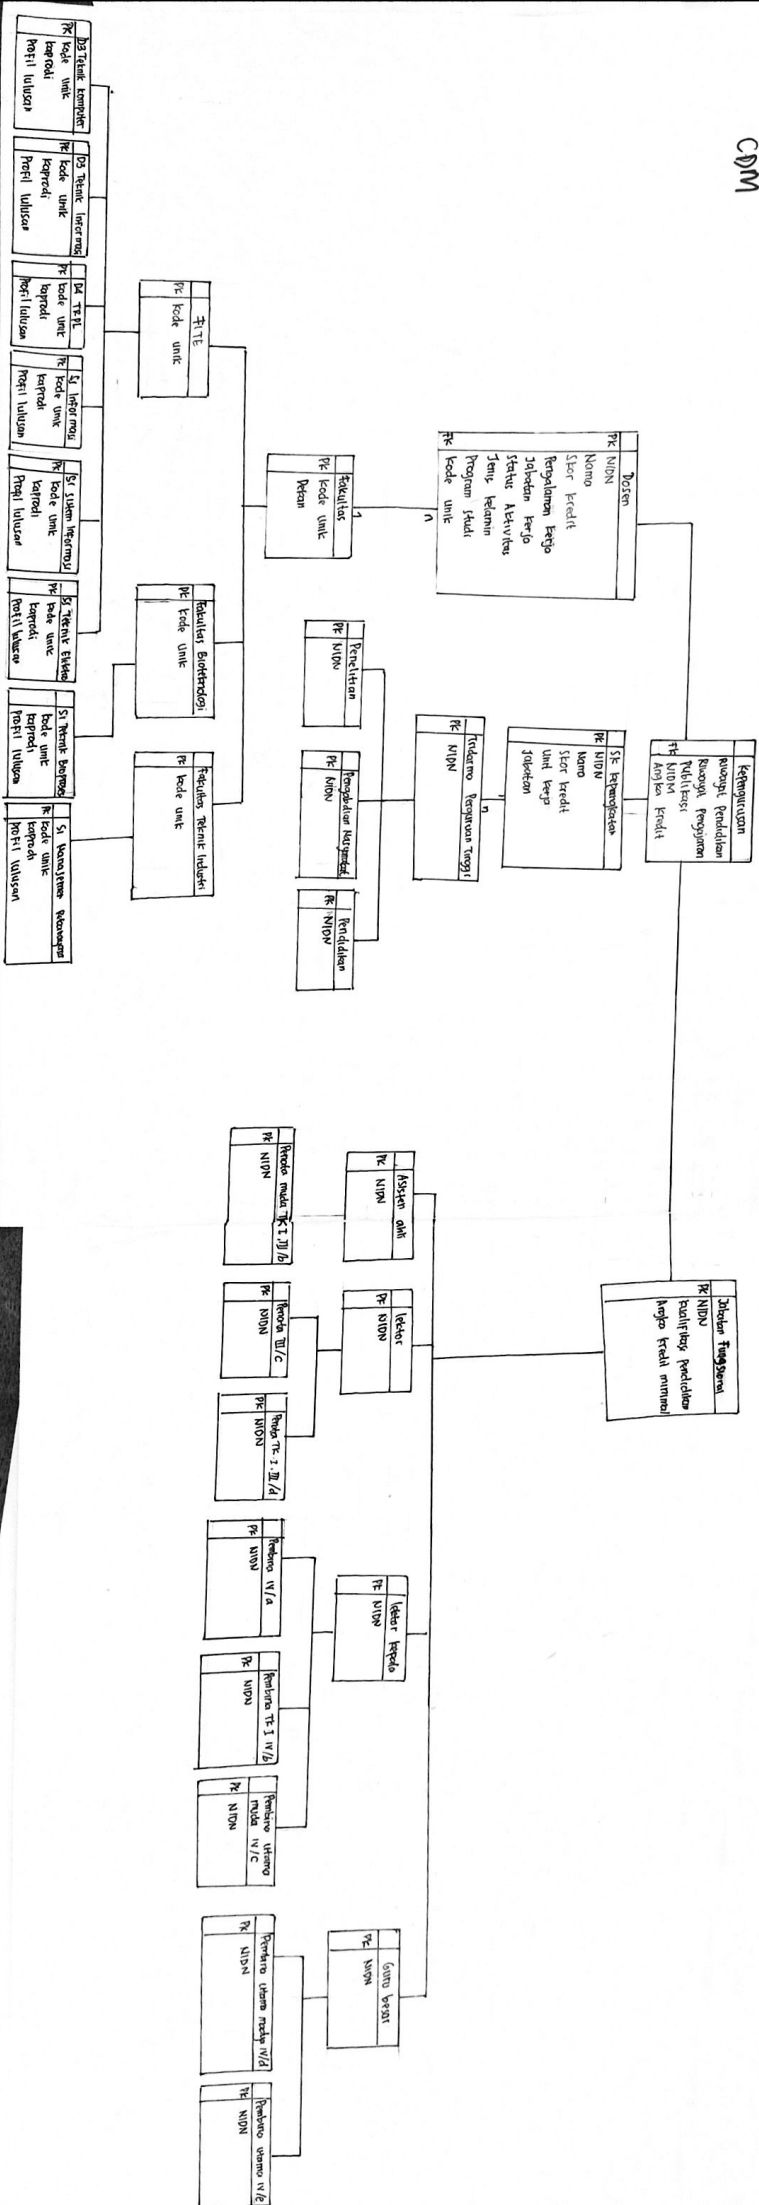 CDM
Kepengurusan
Riwayat Pendidikan
Riwayat Pengajaran
Publikasi
FK NIDM
Angka Kredit
Dosen
PK NIDN
Nama
Skor kredit
Pengalaman Kerja
Jabatan Kerja
Status Aktivitas
Jenis kelamin
Program studi
FK kode unik
n
1
SK kepangkatan
PK NIDN
Nama
Skor kredit
Unit kerja
Jabatan
n
Jabatan Fungsional
PK NIDN
kualifikasi pendidikan
Angka kredit minimal
Fakultas
PK kode unik
Dekan
Tridarma Perguruan Tinggi
PK NIDN
Penelitian
PK NIDN
Pengabdian Masyarakat
PK NIDN
Pendidikan
PK NIDN
FITE
PK kode unik
Fakultas Bioteknologi
PK kode unik
Fakultas Teknik Industri
PK kode unik
D3 Teknik komputer
PK kode unik
kaprodi
Profil lulusan
D3 Teknik Informasi
PK kode unik
kaprodi
Profil lulusan
D4 TRPL
PK kode unik
kaprodi
Profil lulusan
S1 Informasi
PK kode unik
kaprodi
Profil lulusan
S1 Sistem Informasi
PK kode unik
kaprodi
Profil lulusan
S1 Teknik Elektro
PK kode unik
kaprodi
Profil lulusan
S1 Teknik Bioproses
PK kode unik
kaprodi
Profil lulusan
S1 Manajemen
PK kode unik
kaprodi
profil lulusan
Asisten ahli
PK NIDN
lektor
PK NIDN
lektor kepala
PK NIDN
Guru besar
PK NIDN
Penata muda TK I, III/b
PK NIDN
Penata III/c
PK NIDN
Penata TK. I. III/d
PK NIDN
Pembina IV/a
PK NIDN
Pembina TK I IV/b
PK NIDN
Pembina Utama
muda IV/c
PK NIDN
Pembina Utama madya IV/d
PK NIDN
Pembina utama IV/e
PK NIDN